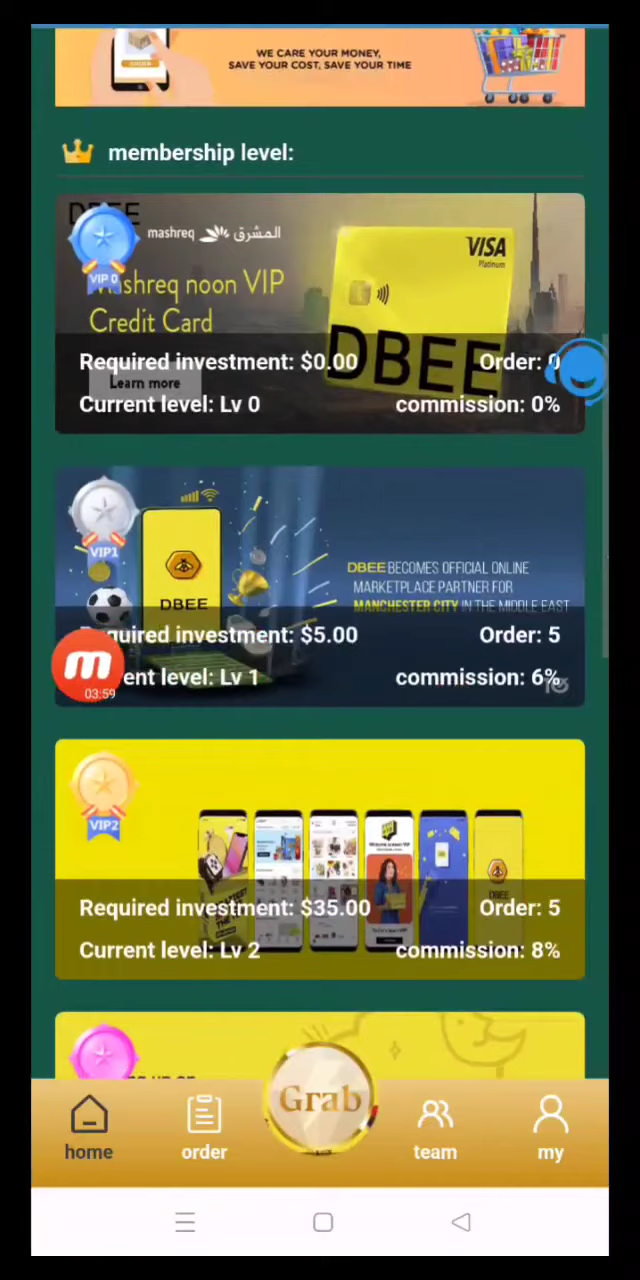 WE CARE YOUR MONEY,
SAVE YOUR COST, SAVE YOUR TIME
membership level:
DBEE
mashreq المشرق
VISA
Platinum
VIP 0
Mashreq noon VIP
Credit Card
DBEE
Required investment: $0.00 Order: 0
Learn more
Current level: Lv 0 commission: 0%
VIP1
DBEE BECOMES OFFICIAL ONLINE
MARKETPLACE PARTNER FOR
DBEE
MANCHESTER CITY IN THE MIDDLE EAST
quired investment: $5.00 Order: 5
ent level: Lv 1 commission: 6%
03:59
VIP2
DBEE
Required investment: $35.00 Order: 5
Current level: Lv 2 commission: 8%
Grab
home order team my